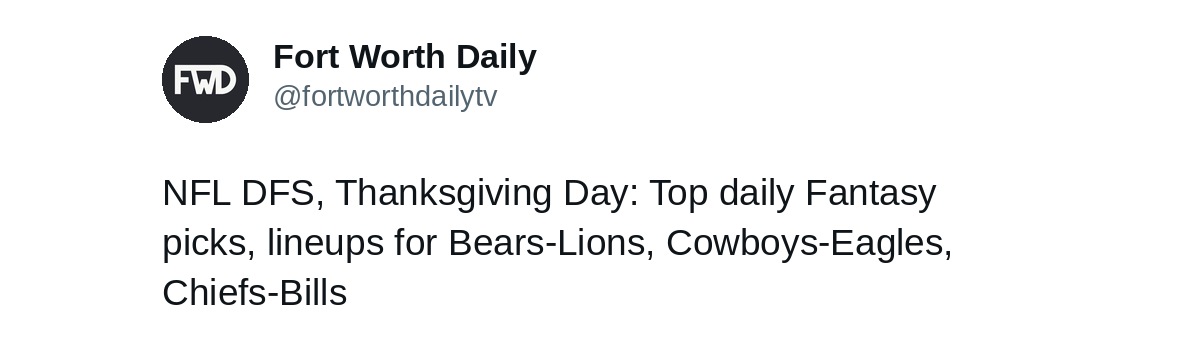 FWD
Fort Worth Daily
@fortworthdailytv
NFL DFS, Thanksgiving Day: Top daily Fantasy
picks, lineups for Bears-Lions, Cowboys-Eagles,
Chiefs-Bills